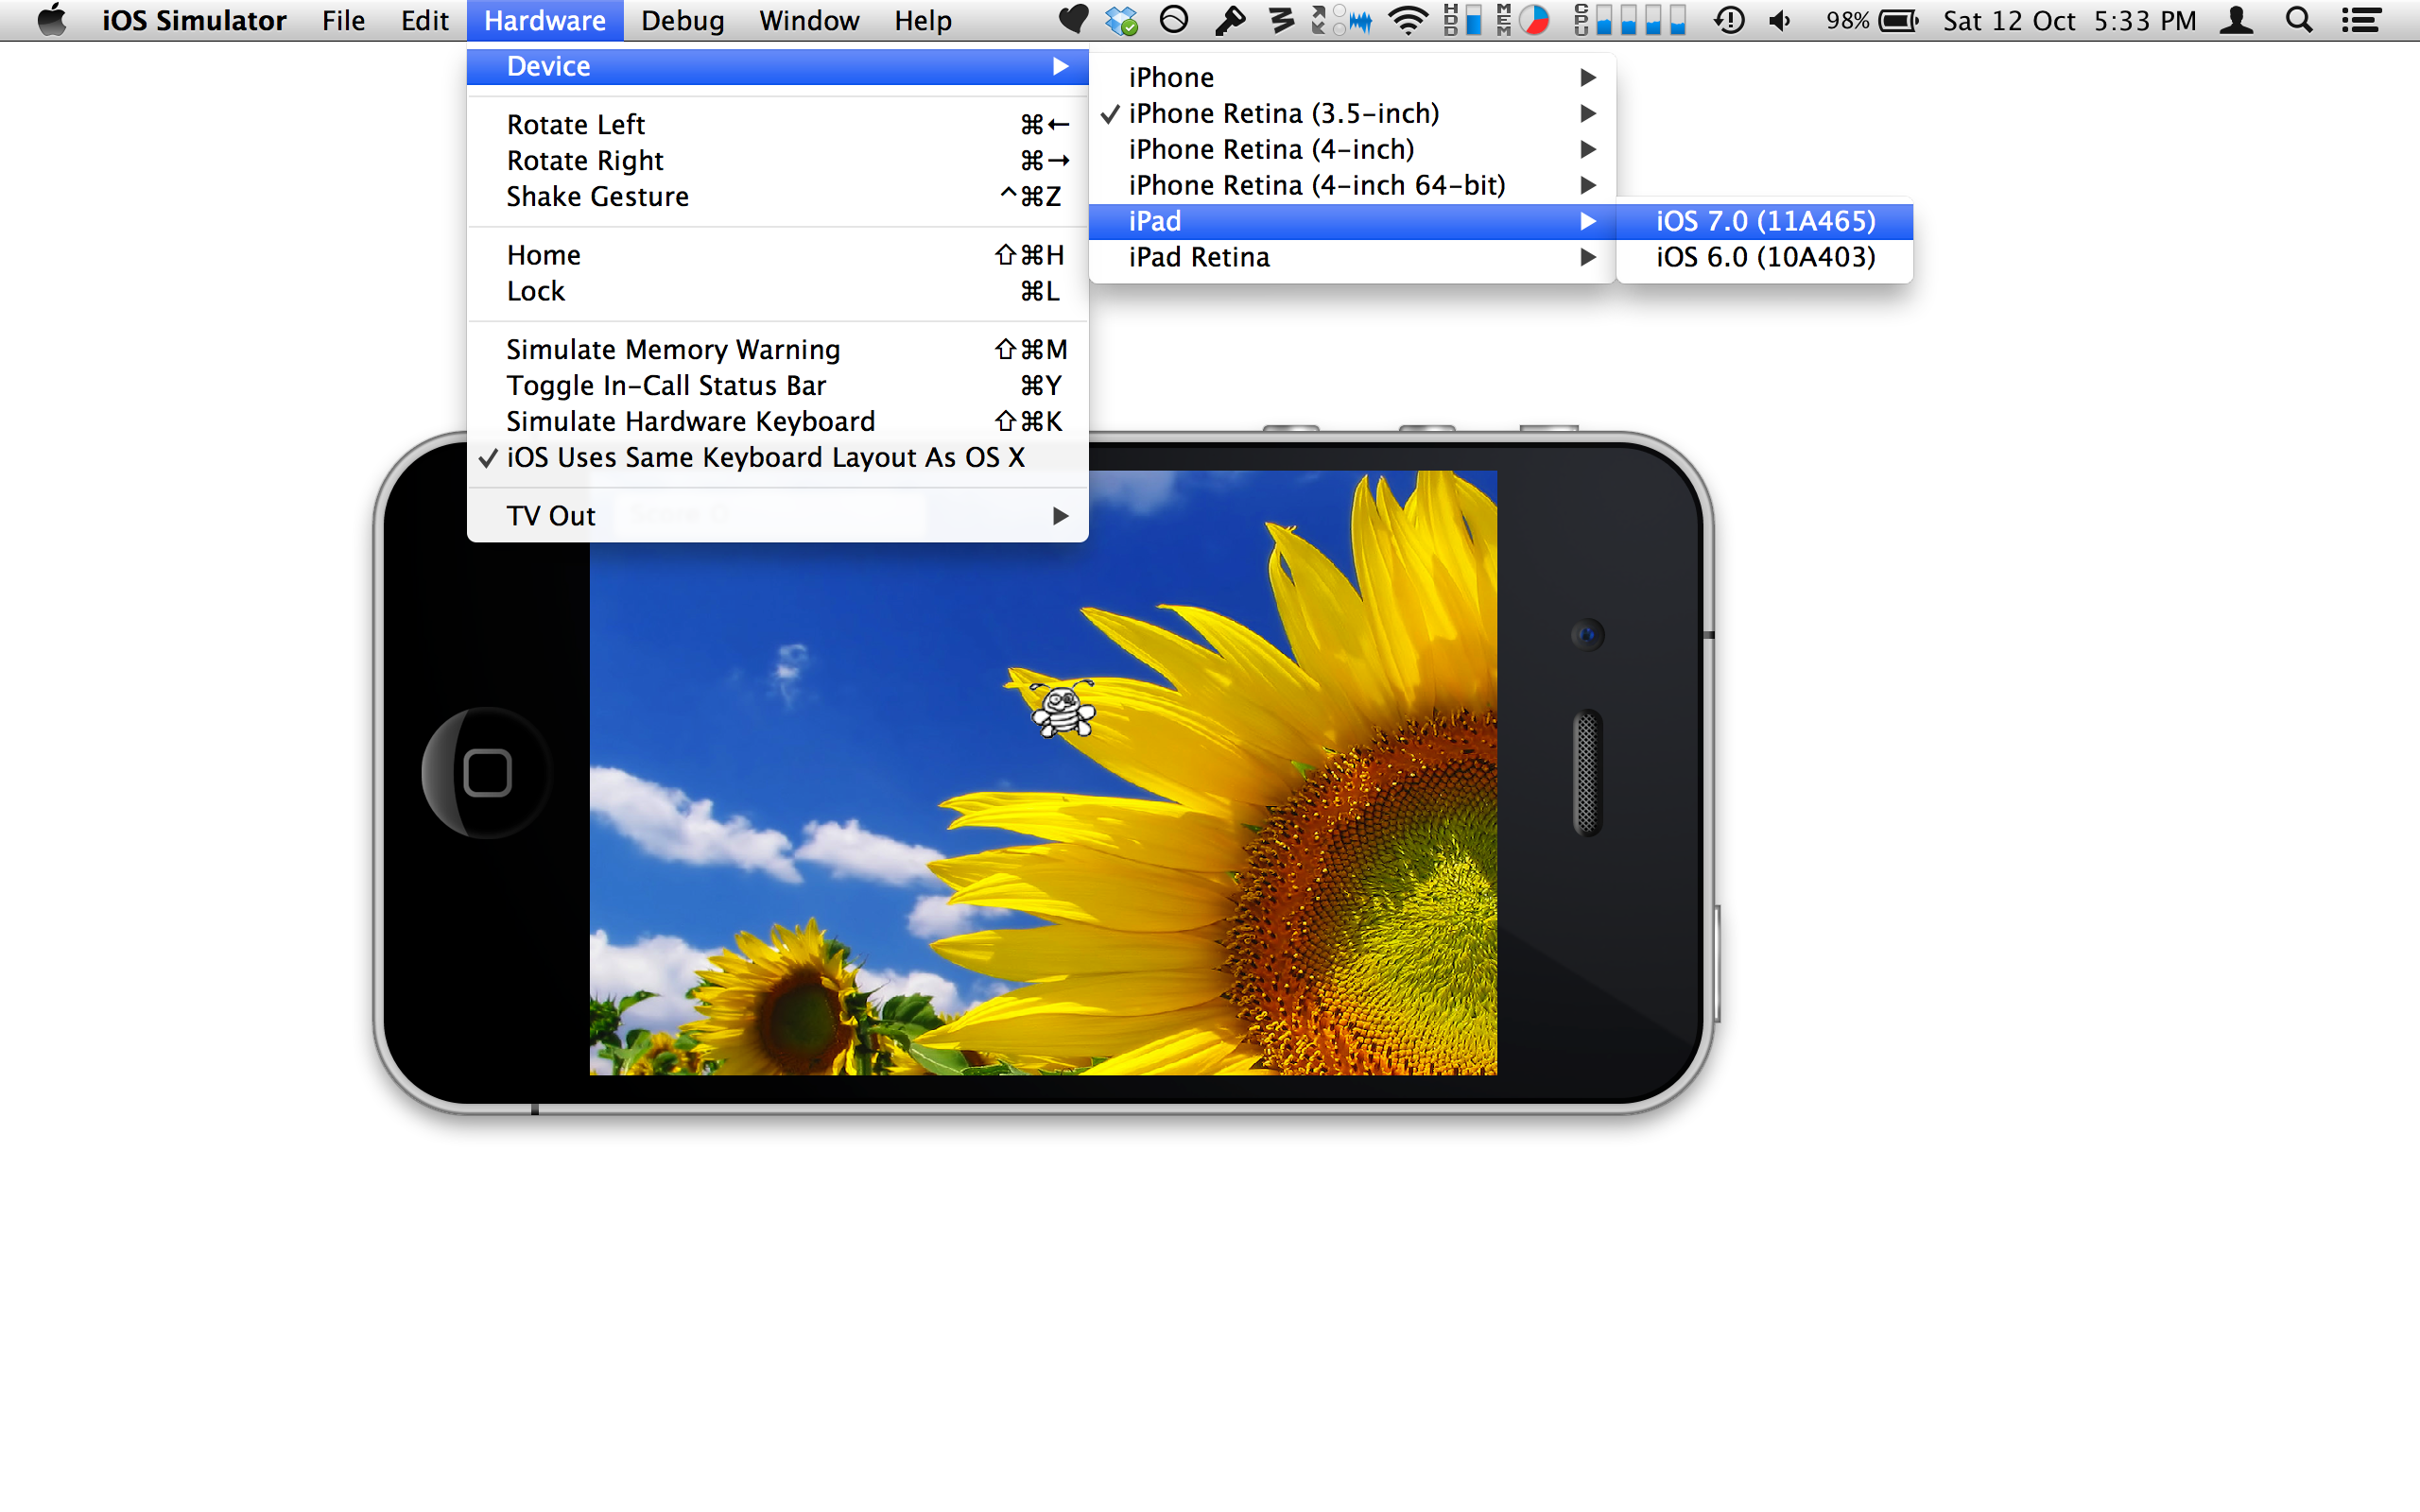 iOS Simulator File Edit Hardware Debug Window Help HDD MEM CPU 98% Sat 12 Oct 5:33 PM
Device
Rotate Left ⌘←
Rotate Right ⌘→
Shake Gesture ^⌘Z
Home ⇧⌘H
Lock ⌘L
Simulate Memory Warning ⇧⌘M
Toggle In-Call Status Bar ⌘Y
Simulate Hardware Keyboard ⇧⌘K
✓ iOS Uses Same Keyboard Layout As OS X
TV Out
iPhone
✓ iPhone Retina (3.5-inch)
iPhone Retina (4-inch)
iPhone Retina (4-inch 64-bit)
iPad
iPad Retina
iOS 7.0 (11A465)
iOS 6.0 (10A403)